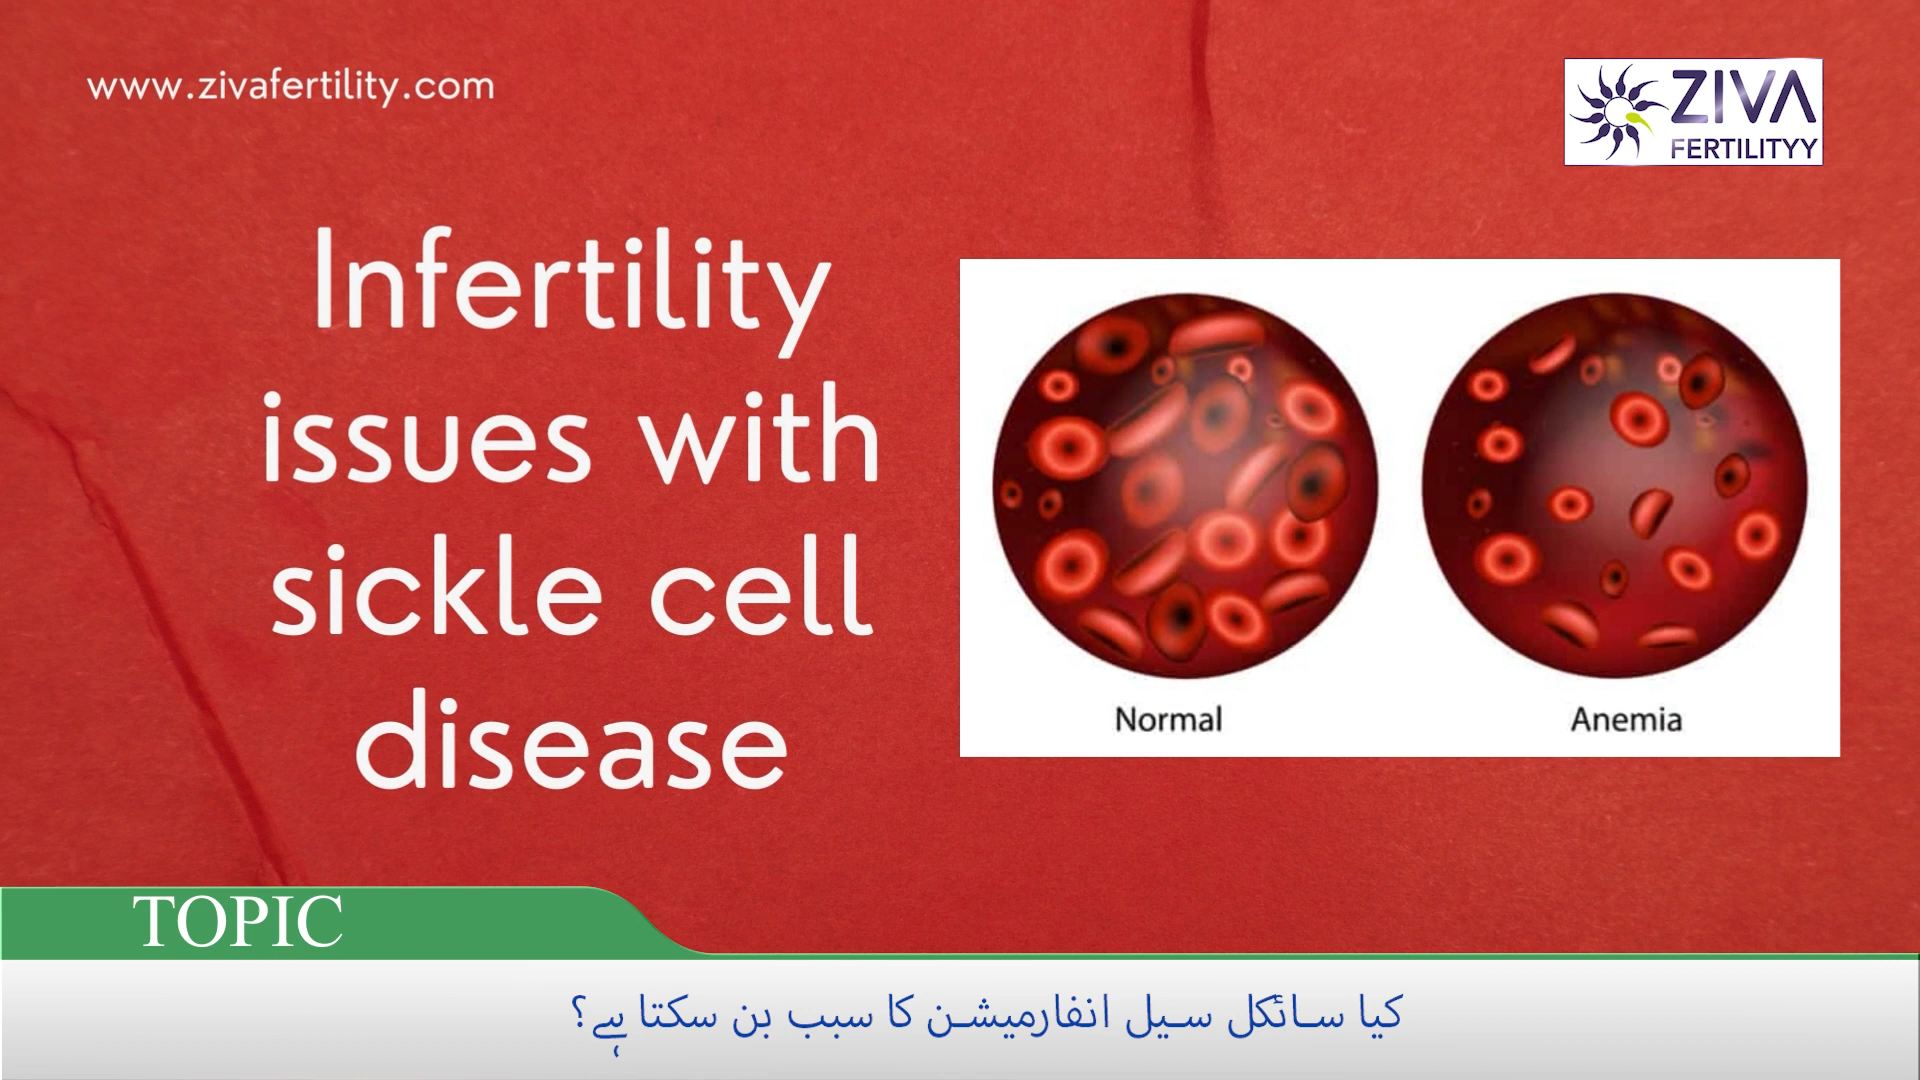 www.zivafertility.com
ZIVA
FERTILITYY
Infertility
issues with
sickle cell
disease
Normal
Anemia
TOPIC
کیا سائکل سیل انفارمیشن کا سبب بن سکتا ہے؟